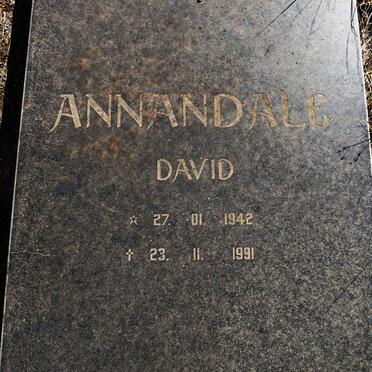 ANNANDALE
DAVID
☆ 27. 01. 1942
† 23. 11. 1991